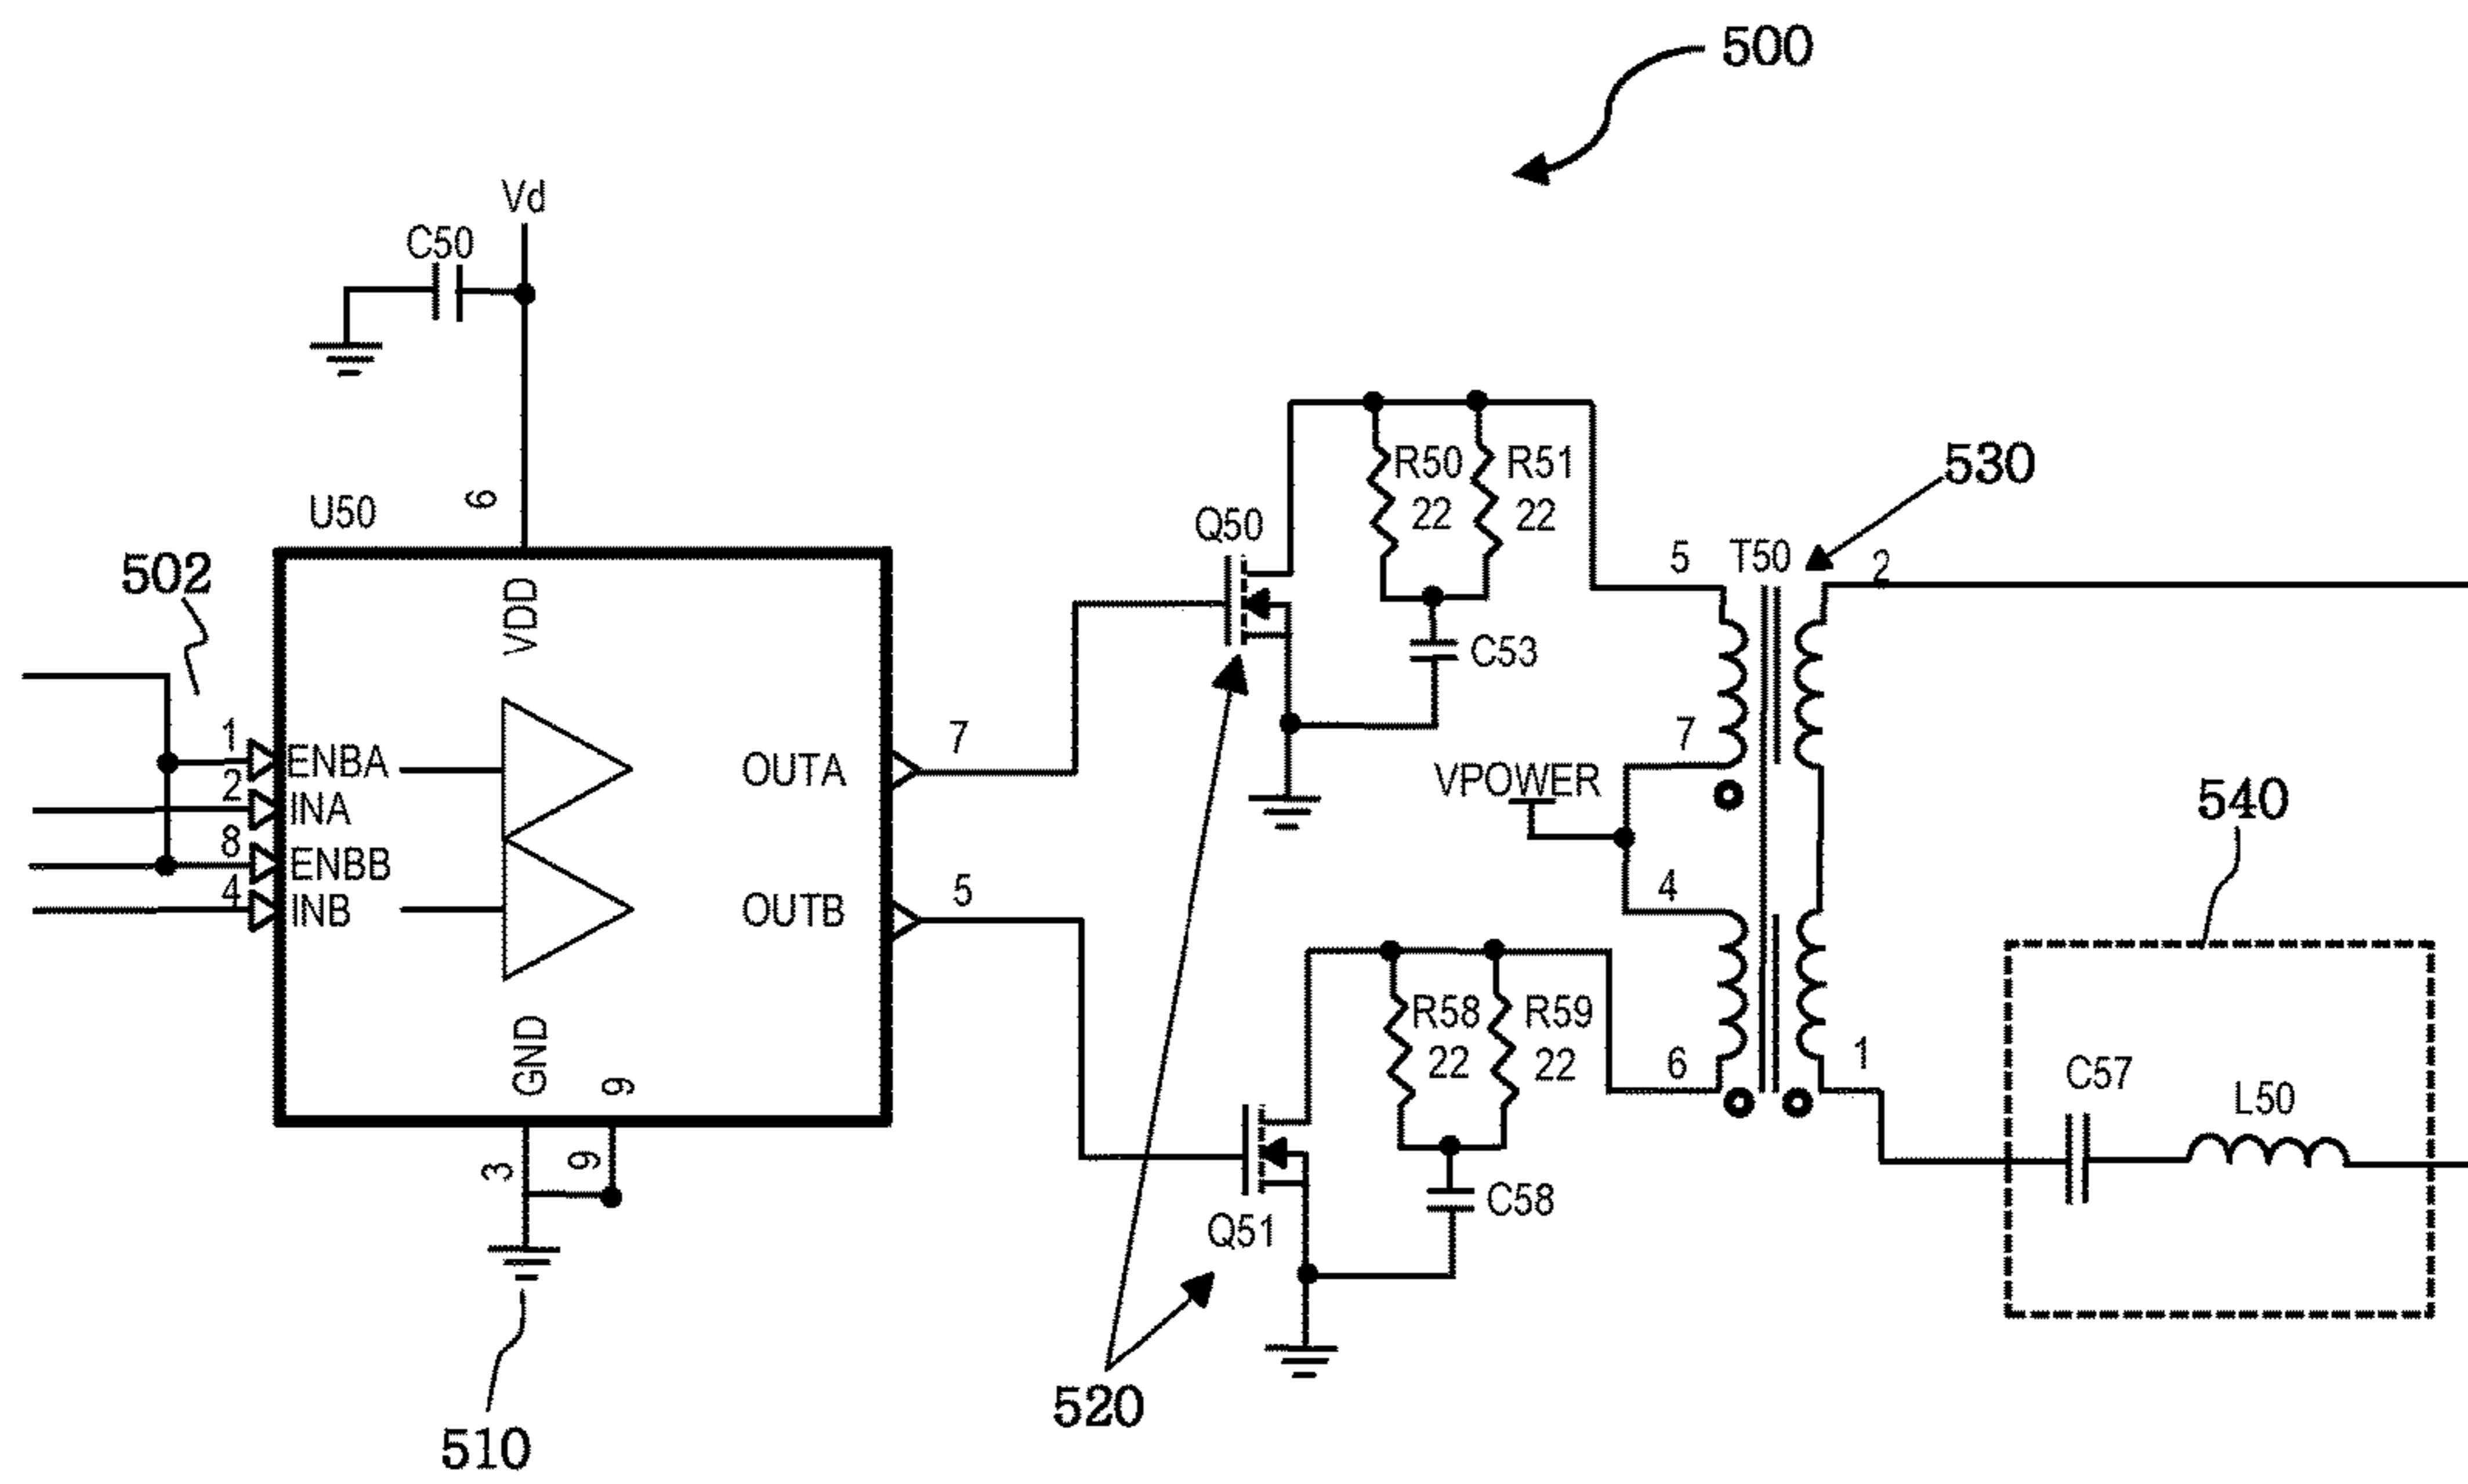 500
Vd
C50
6
U50
502
VDD
1
ENBA
2
INA
8
ENBB
4
INB
OUTA
7
OUTB
5
GND
9
3
9
510
Q50
R50
22
R51
22
C53
5
T50
530
2
7
VPOWER
4
540
R58
22
R59
22
6
1
C57
L50
C58
Q51
520